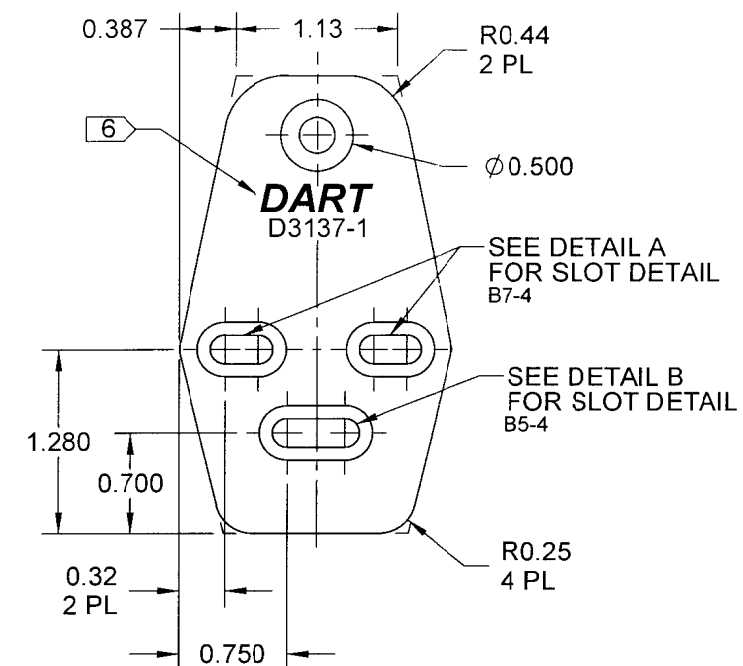 0.387
1.13
R0.44
2 PL
6
Ø0.500
DART
D3137-1
SEE DETAIL A
FOR SLOT DETAIL
B7-4
SEE DETAIL B
FOR SLOT DETAIL
B5-4
1.280
0.700
R0.25
4 PL
0.32
2 PL
0.750